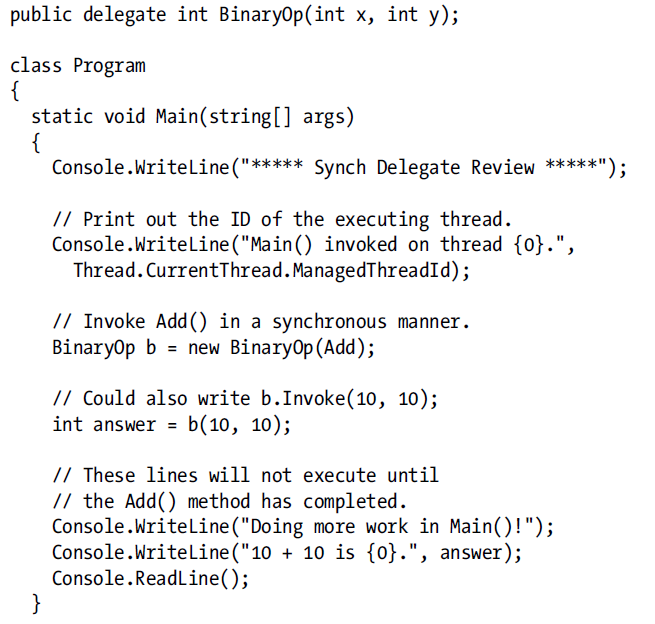 public delegate int BinaryOp(int x, int y);
class Program
{
static void Main(string[] args)
{
Console.WriteLine("***** Synch Delegate Review *****");
// Print out the ID of the executing thread.
Console.WriteLine("Main() invoked on thread {0}.",
Thread.CurrentThread.ManagedThreadId);
// Invoke Add() in a synchronous manner.
BinaryOp b = new BinaryOp(Add);
// Could also write b.Invoke(10, 10);
int answer = b(10, 10);
// These lines will not execute until
// the Add() method has completed.
Console.WriteLine("Doing more work in Main()!");
Console.WriteLine("10 + 10 is {0}.", answer);
Console.ReadLine();
}